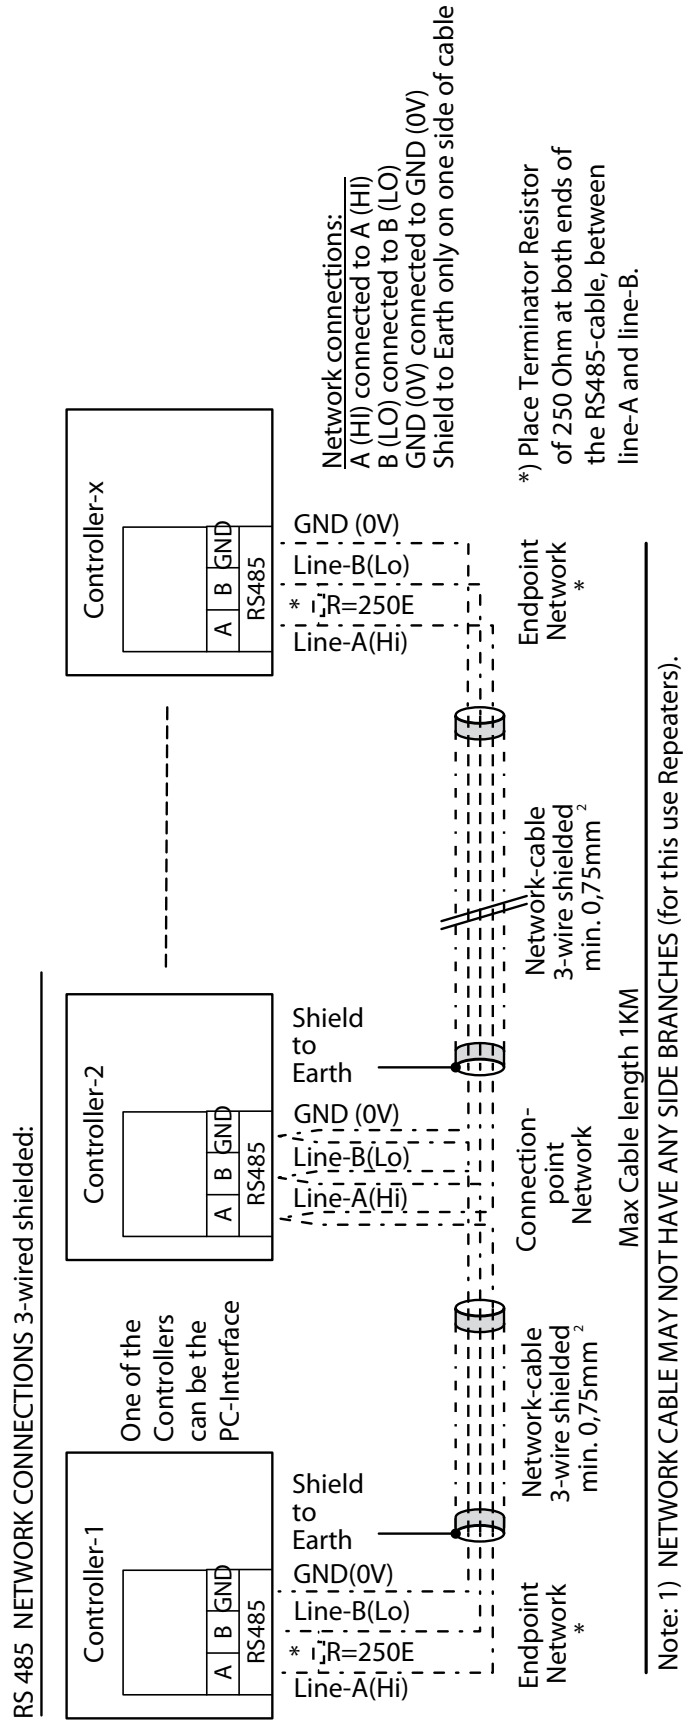 RS 485 NETWORK CONNECTIONS 3-wired shielded:
Controller-1
A B GND
RS485
One of the
Controllers
can be the
PC-Interface
Controller-2
A B GND
RS485
Controller-x
A B GND
RS485
Line-A(Hi)
* R=250E
Line-B(Lo)
GND(0V)
Shield
to
Earth
Line-A(Hi)
Line-B(Lo)
GND (0V)
Shield
to
Earth
Line-A(Hi)
* R=250E
Line-B(Lo)
GND (0V)
Network connections:
A (HI) connected to A (HI)
B (LO) connected to B (LO)
GND (0V) connected to GND (0V)
Shield to Earth only on one side of cable
Endpoint
Network
*
Network-cable
3-wire shielded
min. 0,75mm ²
Connection-
point
Network
Network-cable
3-wire shielded
min. 0,75mm ²
Endpoint
Network
*
*) Place Terminator Resistor
of 250 Ohm at both ends of
the RS485-cable, between
line-A and line-B.
Max Cable length 1KM
Note: 1) NETWORK CABLE MAY NOT HAVE ANY SIDE BRANCHES (for this use Repeaters).